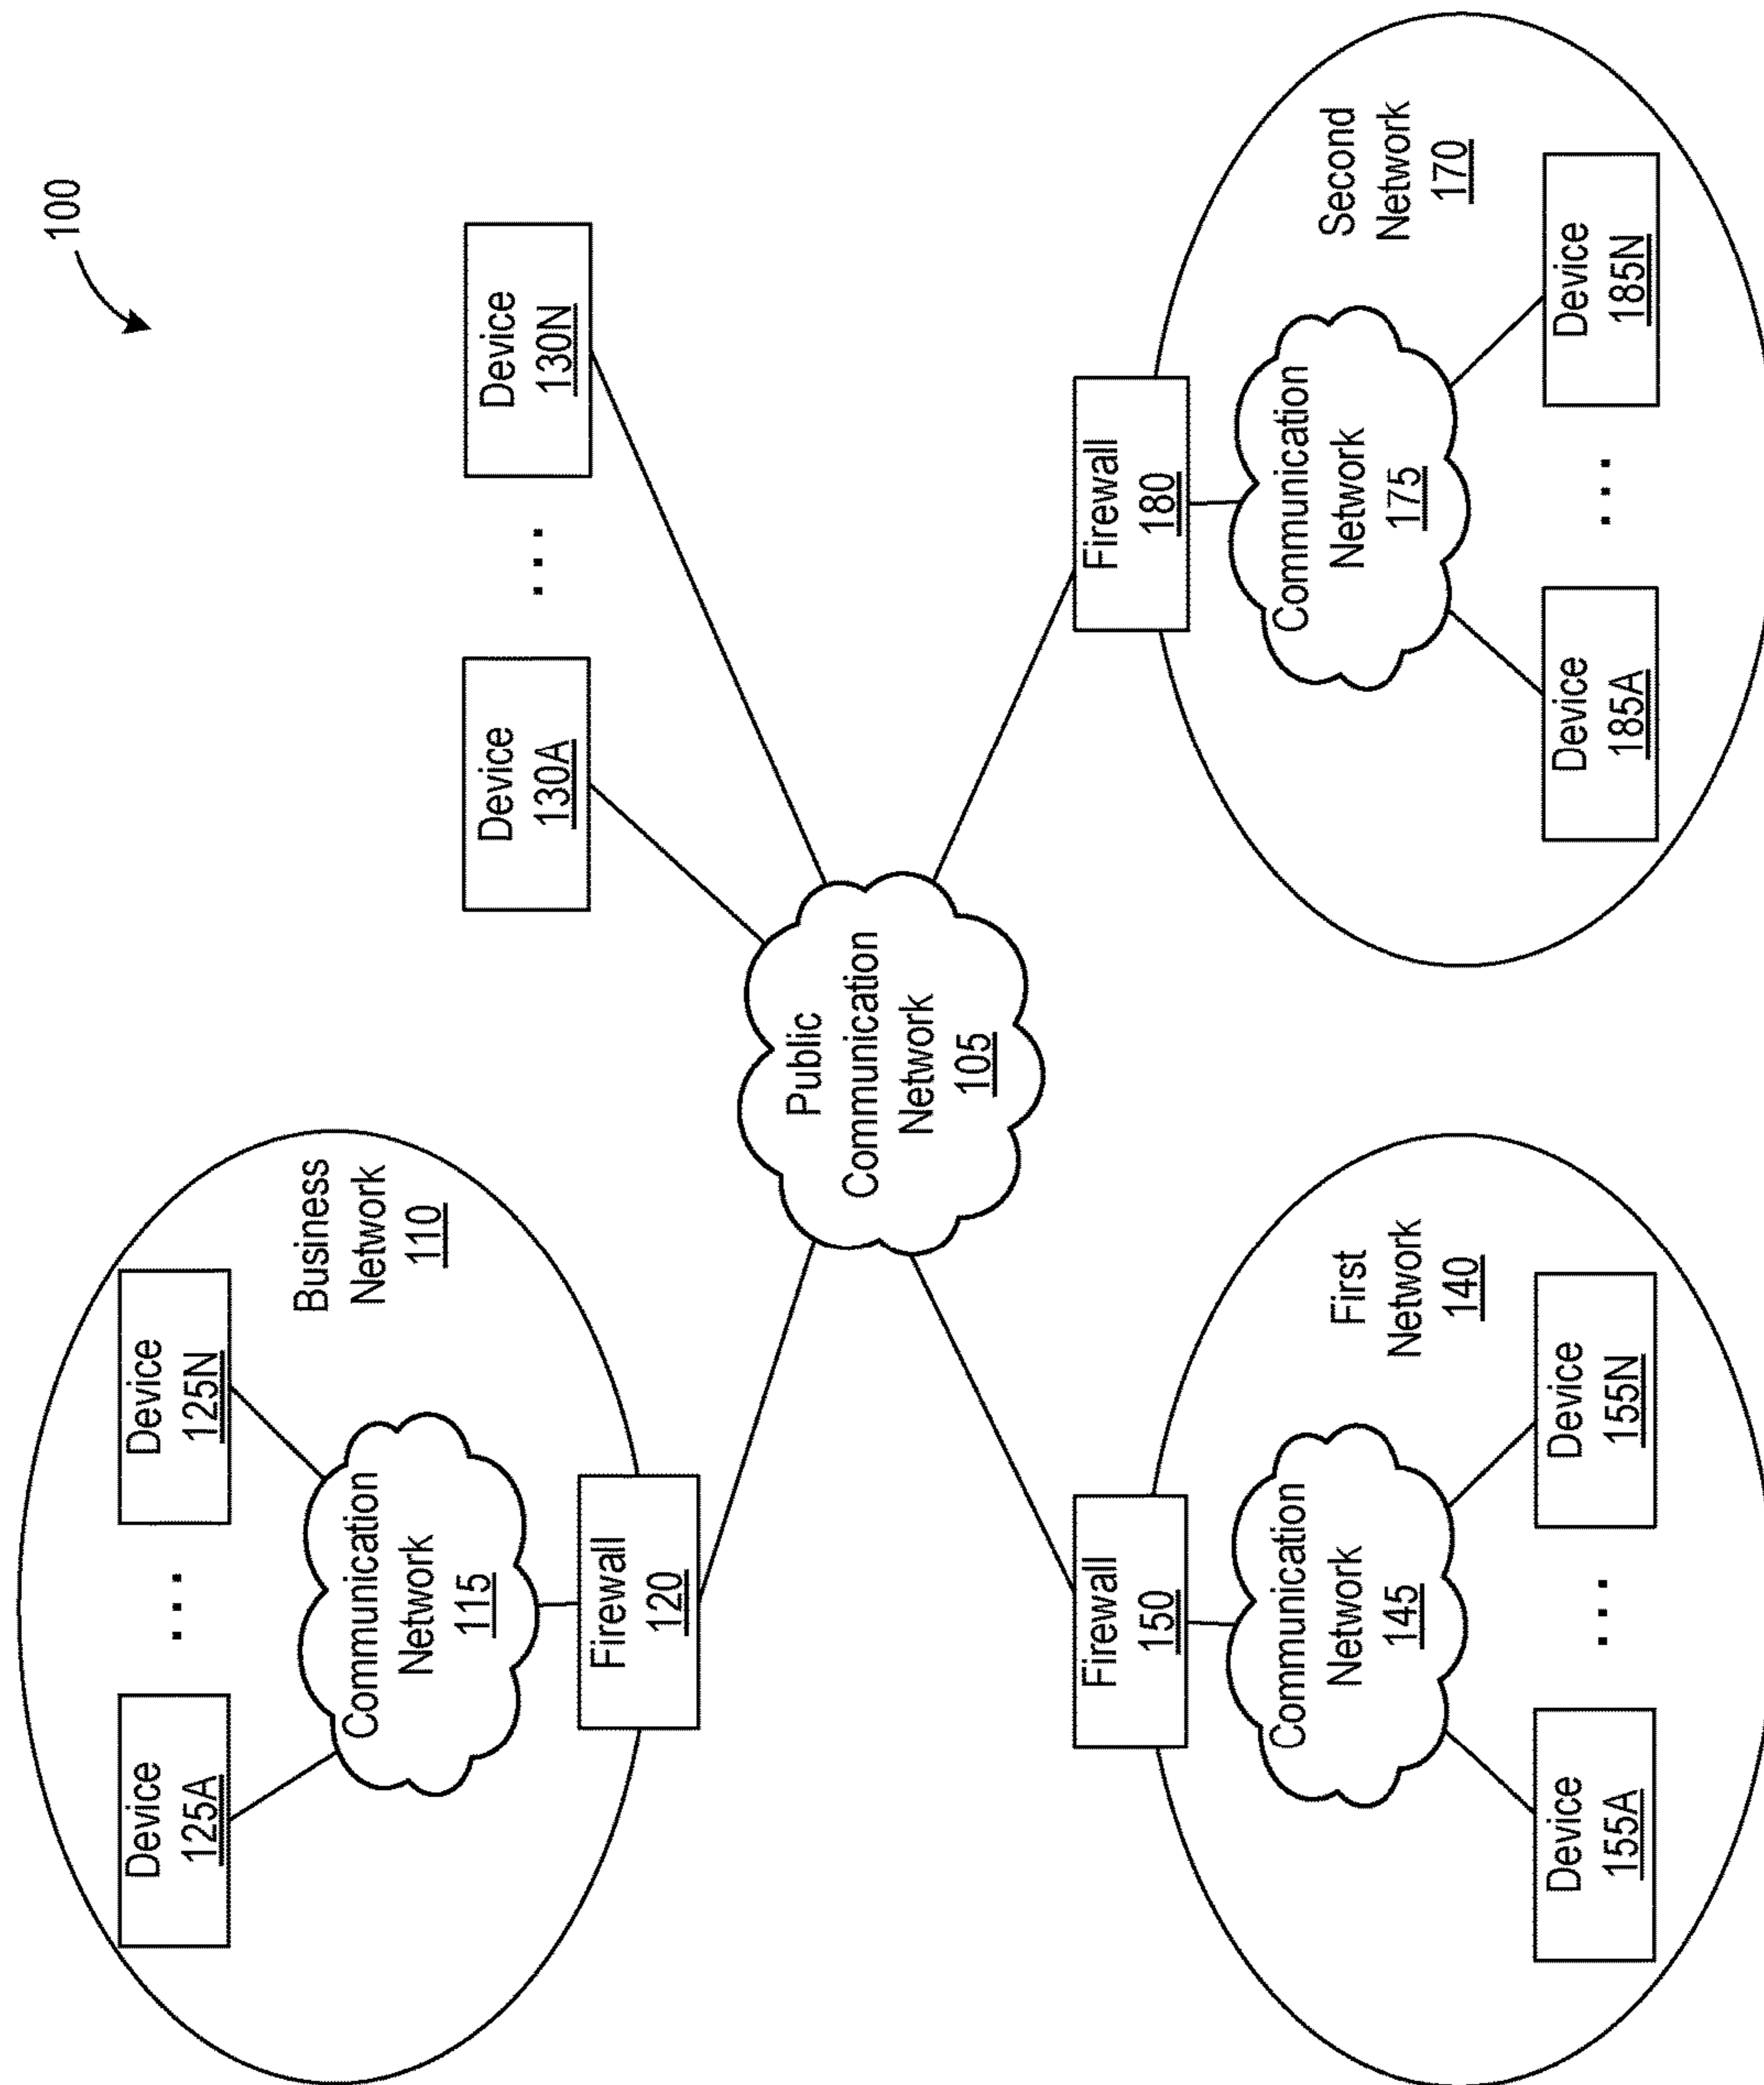 100
Device
125A
. . .
Device
125N
Business
Network
110
Communication
Network
115
Firewall
120
Device
130A
. . .
Device
130N
Public
Communication
Network
105
Firewall
150
Communication
Network
145
First
Network
140
Device
155A
. . .
Device
155N
Firewall
180
Communication
Network
175
Second
Network
170
Device
185A
. . .
Device
185N